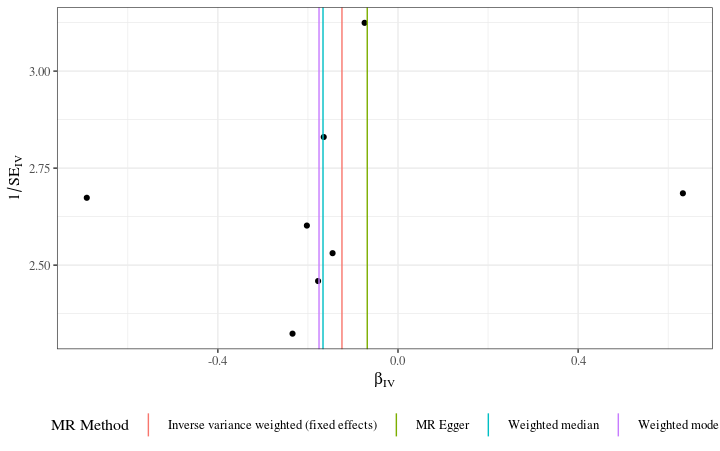 3.00
2.75
2.50
1/SE_IV
-0.4 0.0 0.4
β_IV
MR Method Inverse variance weighted (fixed effects) MR Egger Weighted median Weighted mode